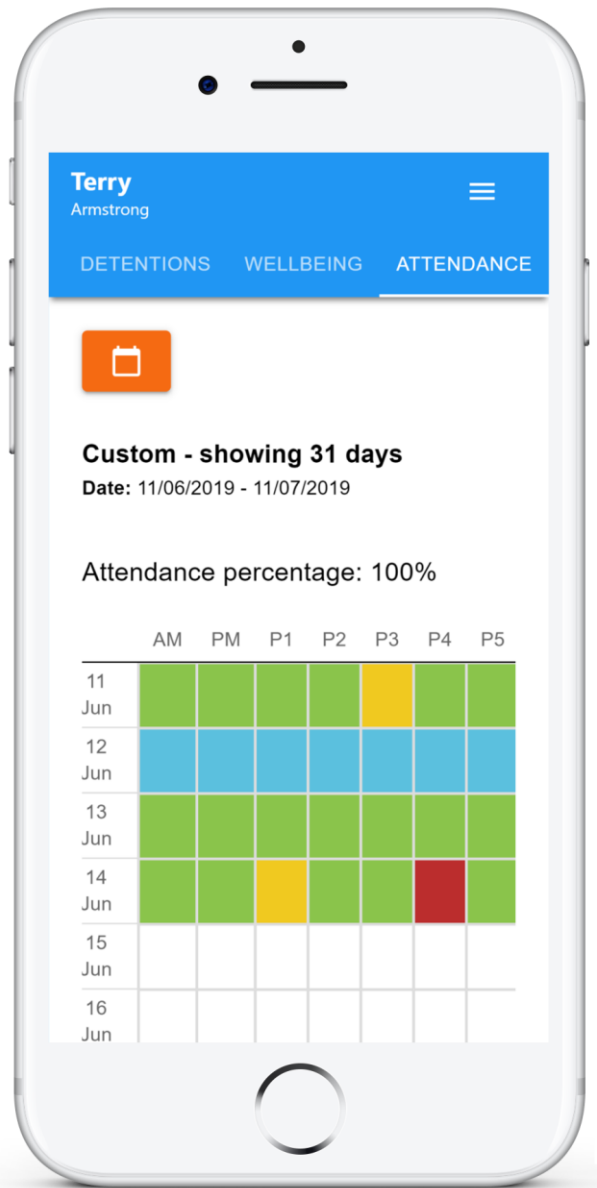 Terry
Armstrong
DETENTIONS WELLBEING ATTENDANCE
Custom - showing 31 days
Date: 11/06/2019 - 11/07/2019
Attendance percentage: 100%
AM PM P1 P2 P3 P4 P5
11
Jun
12
Jun
13
Jun
14
Jun
15
Jun
16
Jun